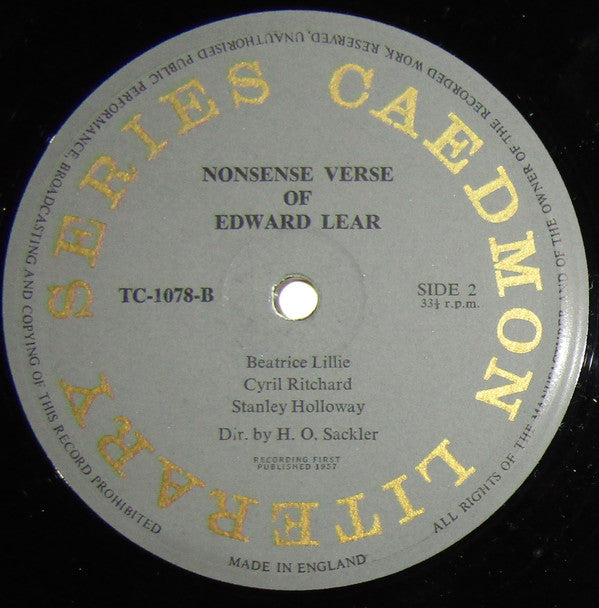 ALL RIGHTS OF THE MANUFACTURER AND OF THE OWNER OF THE RECORDED WORK RESERVED, UNAUTHORISED PUBLIC PERFORMANCE, BROADCASTING AND COPYING OF THIS RECORD PROHIBITED
CAEDMON LITERARY SERIES
NONSENSE VERSE
OF
EDWARD LEAR
TC-1078-B
SIDE 2
33⅓ r.p.m.
Beatrice Lillie
Cyril Ritchard
Stanley Holloway
Dir. by H. O. Sackler
RECORDING FIRST
PUBLISHED 1957
MADE IN ENGLAND